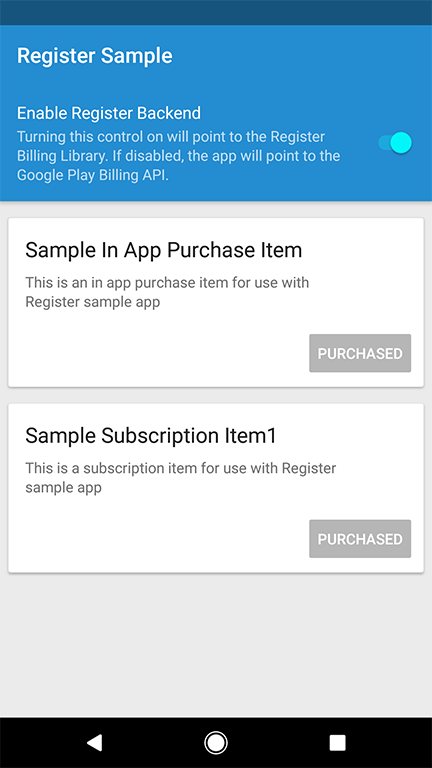 Register Sample
Enable Register Backend
Turning this control on will point to the Register
Billing Library. If disabled, the app will point to the
Google Play Billing API.
Sample In App Purchase Item
This is an in app purchase item for use with
Register sample app
PURCHASED
Sample Subscription Item1
This is a subscription item for use with Register
sample app
PURCHASED